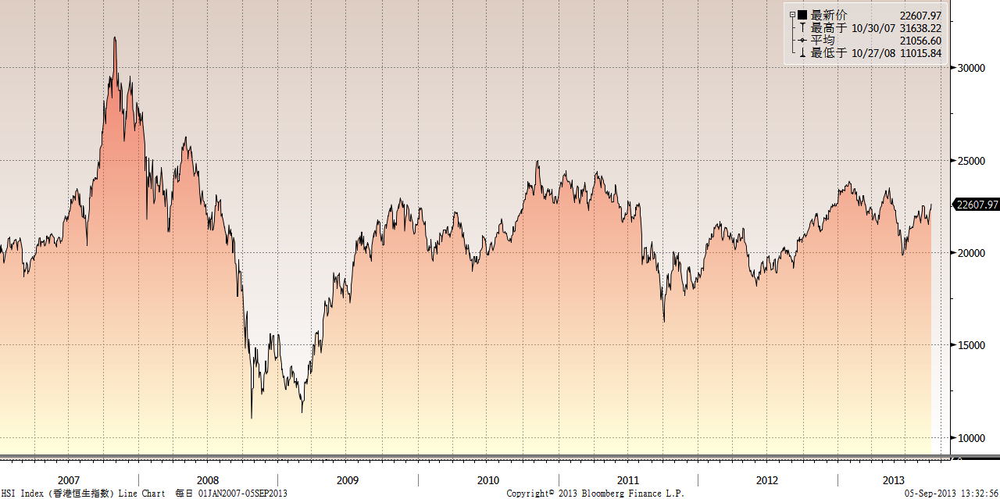 最新价 22607.97
最高于 10/30/07 31638.22
平均 21056.60
最低于 10/27/08 11015.84
30000
25000
22607.97
20000
15000
10000
2007 2008 2009 2010 2011 2012 2013
HSI Index (香港恒生指数) Line Chart 每日 01JAN2007-05SEP2013 Copyright© 2013 Bloomberg Finance L.P. 05-Sep-2013 13:32:56